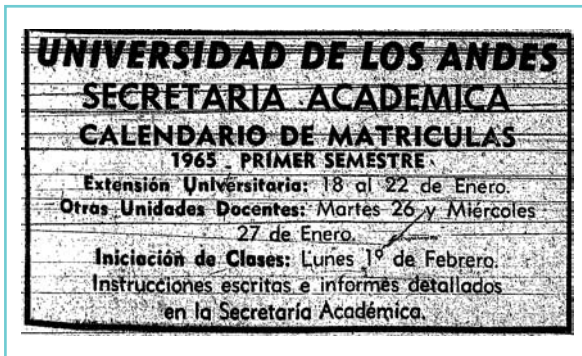 UNIVERSIDAD DE LOS ANDES
SECRETARIA ACADEMICA
CALENDARIO DE MATRICULAS
1965 - PRIMER SEMESTRE
Extensión Universitaria: 18 al 22 de Enero.
Otras Unidades Docentes: Martes 26 y Miércoles
27 de Enero.
Iniciación de Clases: Lunes 1º de Febrero.
Instrucciones escritas e informes detallados
en la Secretaría Académica.